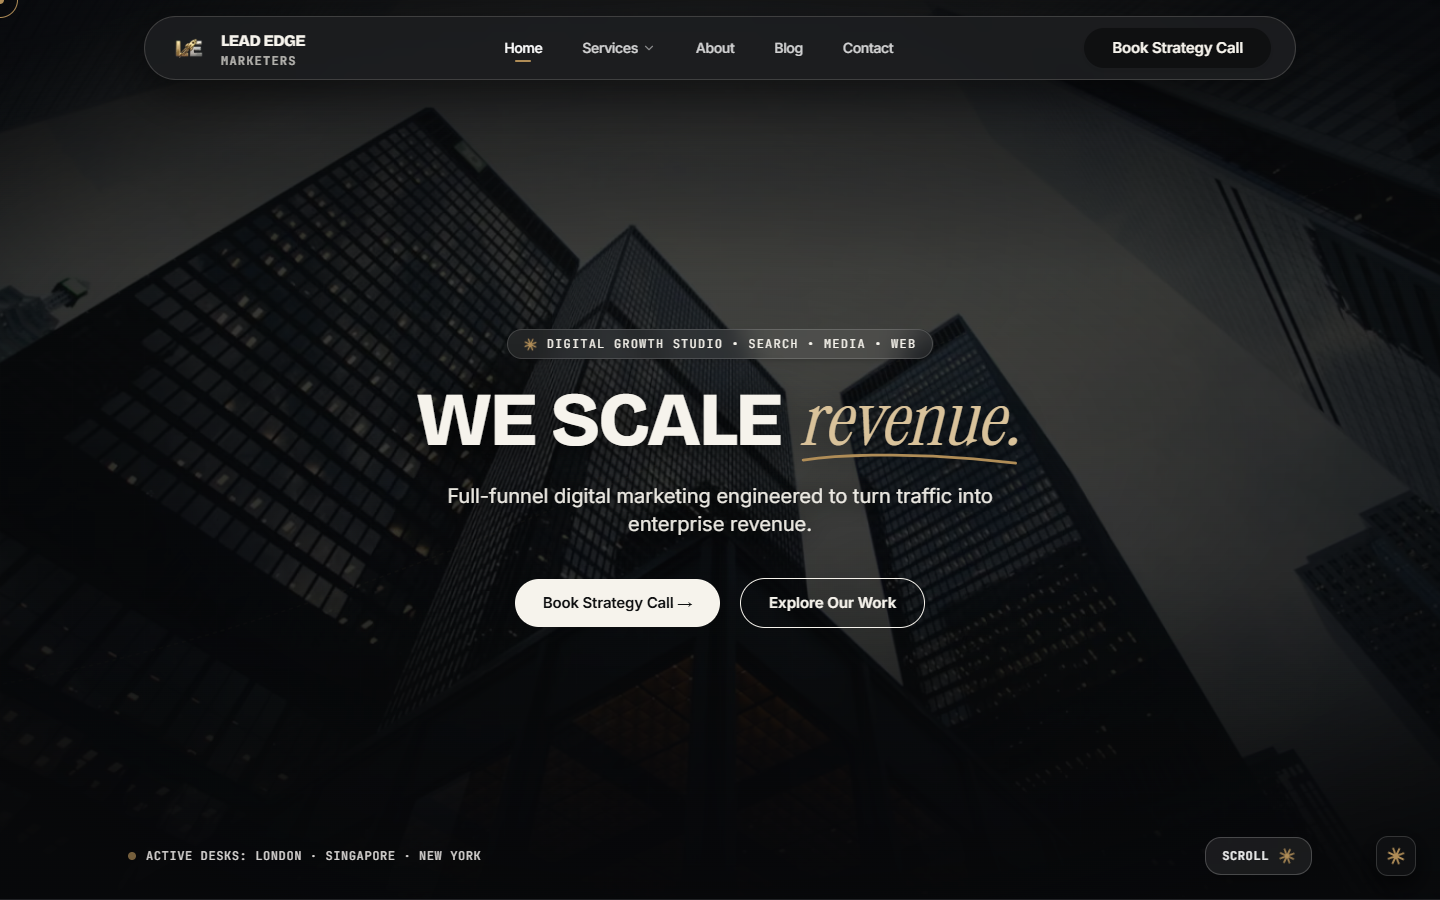 LE
LEAD EDGE
MARKETERS
Home
Services
About
Blog
Contact
Book Strategy Call
DIGITAL GROWTH STUDIO • SEARCH • MEDIA • WEB
WE SCALE revenue.
Full-funnel digital marketing engineered to turn traffic into
enterprise revenue.
Book Strategy Call →
Explore Our Work
ACTIVE DESKS: LONDON · SINGAPORE · NEW YORK
SCROLL